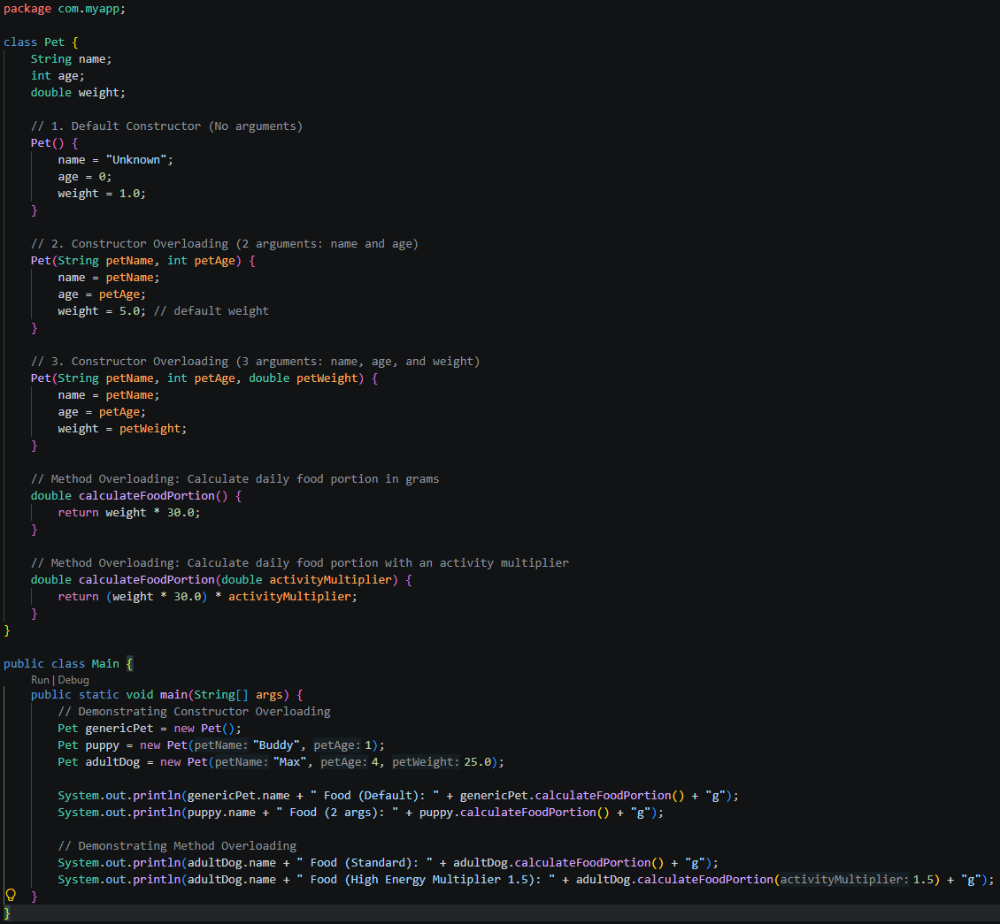 package com.myapp;

class Pet {
    String name;
    int age;
    double weight;

    // 1. Default Constructor (No arguments)
    Pet() {
        name = "Unknown";
        age = 0;
        weight = 1.0;
    }

    // 2. Constructor Overloading (2 arguments: name and age)
    Pet(String petName, int petAge) {
        name = petName;
        age = petAge;
        weight = 5.0; // default weight
    }

    // 3. Constructor Overloading (3 arguments: name, age, and weight)
    Pet(String petName, int petAge, double petWeight) {
        name = petName;
        age = petAge;
        weight = petWeight;
    }

    // Method Overloading: Calculate daily food portion in grams
    double calculateFoodPortion() {
        return weight * 30.0;
    }

    // Method Overloading: Calculate daily food portion with an activity multiplier
    double calculateFoodPortion(double activityMultiplier) {
        return (weight * 30.0) * activityMultiplier;
    }
}

public class Main {
    Run | Debug
    public static void main(String[] args) {
        // Demonstrating Constructor Overloading
        Pet genericPet = new Pet();
        Pet puppy = new Pet(petName: "Buddy", petAge: 1);
        Pet adultDog = new Pet(petName: "Max", petAge: 4, petWeight: 25.0);

        System.out.println(genericPet.name + " Food (Default): " + genericPet.calculateFoodPortion() + "g");
        System.out.println(puppy.name + " Food (2 args): " + puppy.calculateFoodPortion() + "g");

        // Demonstrating Method Overloading
        System.out.println(adultDog.name + " Food (Standard): " + adultDog.calculateFoodPortion() + "g");
        System.out.println(adultDog.name + " Food (High Energy Multiplier 1.5): " + adultDog.calculateFoodPortion(activityMultiplier: 1.5) + "g");
    }
}